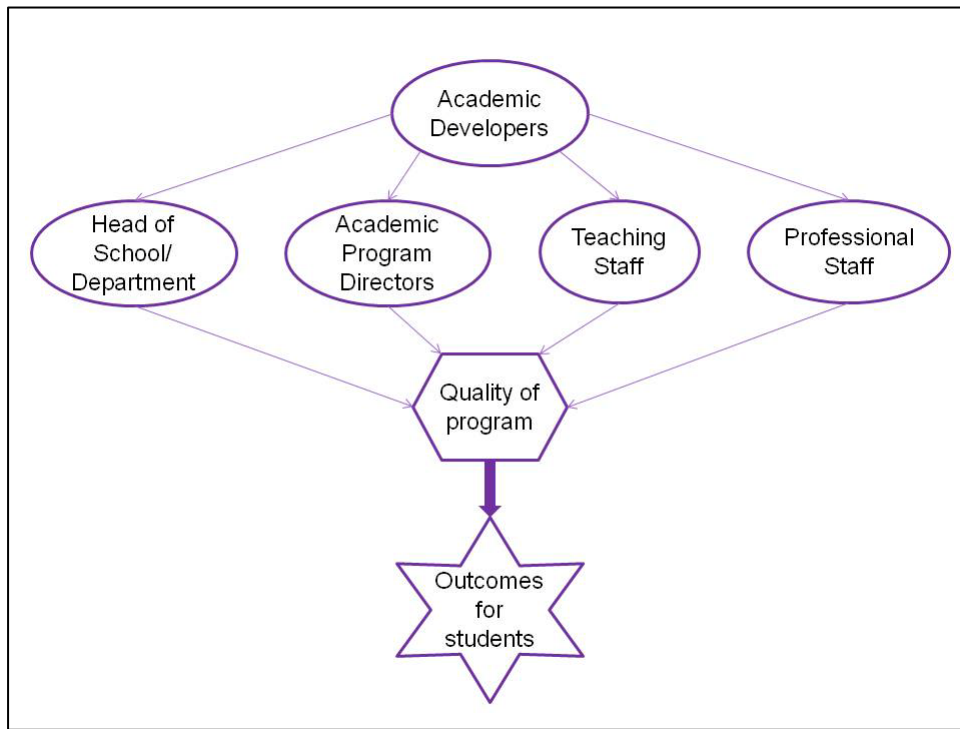 Academic
Developers
Head of
School/
Department
Academic
Program
Directors
Teaching
Staff
Professional
Staff
Quality of
program
Outcomes
for
students